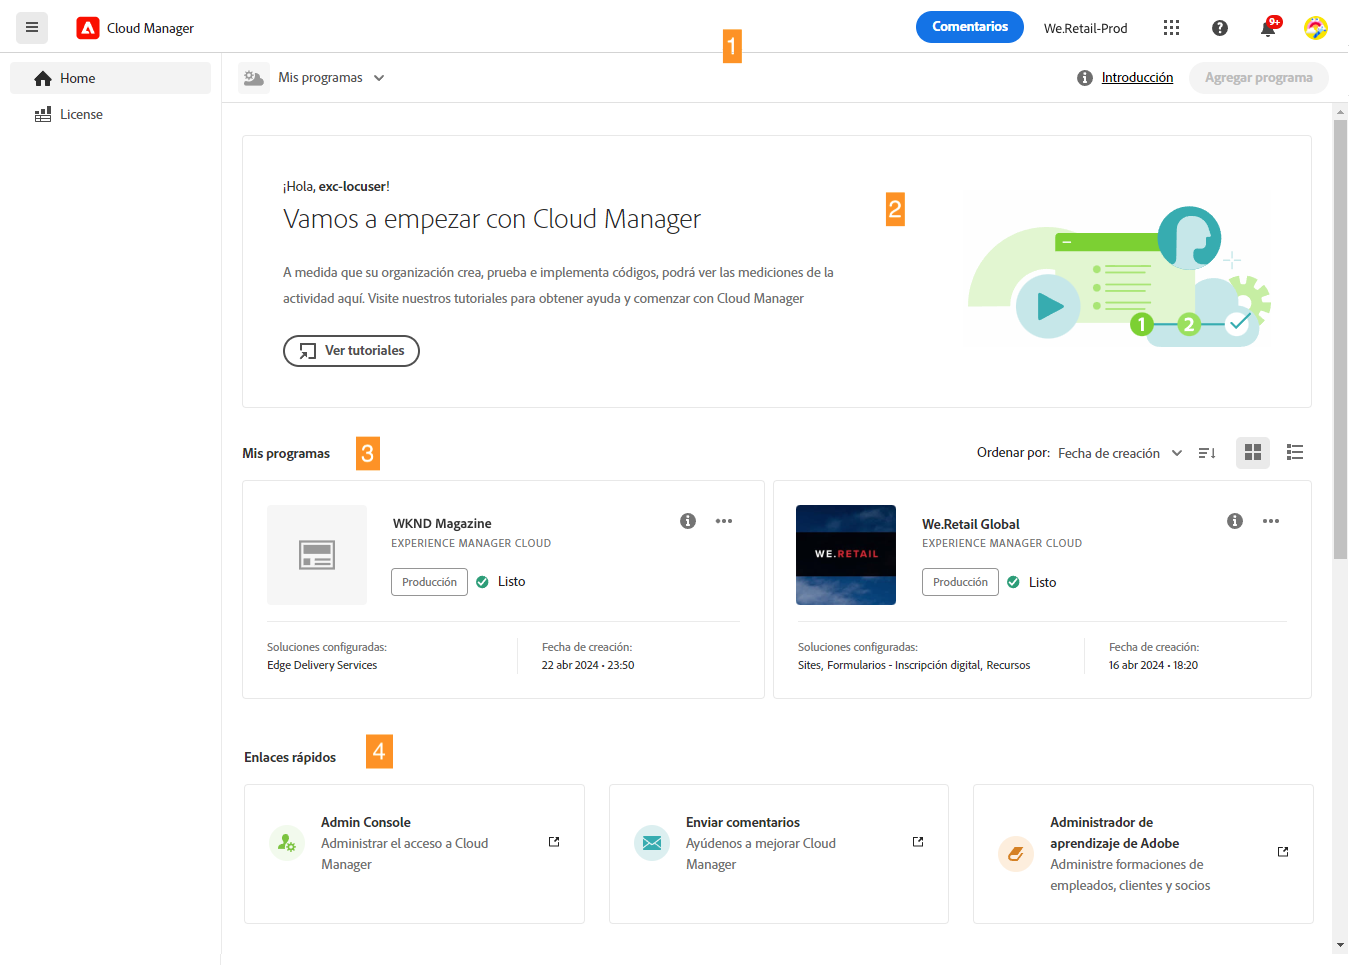 Cloud Manager
Comentarios
We.Retail-Prod
9+
1
Home
License
Mis programas
Introducción
Agregar programa
¡Hola, exc-locuser!
Vamos a empezar con Cloud Manager
2
A medida que su organización crea, prueba e implementa códigos, podrá ver las mediciones de la
actividad aquí. Visite nuestros tutoriales para obtener ayuda y comenzar con Cloud Manager
Ver tutoriales
1 2
Mis programas
3
Ordenar por: Fecha de creación
WKND Magazine
EXPERIENCE MANAGER CLOUD
Producción
Listo
Soluciones configuradas:
Edge Delivery Services
Fecha de creación:
22 abr 2024 • 23:50
WE.RETAIL
We.Retail Global
EXPERIENCE MANAGER CLOUD
Producción
Listo
Soluciones configuradas:
Sites, Formularios - Inscripción digital, Recursos
Fecha de creación:
16 abr 2024 • 18:20
Enlaces rápidos
4
Admin Console
Administrar el acceso a Cloud
Manager
Enviar comentarios
Ayúdenos a mejorar Cloud
Manager
Administrador de
aprendizaje de Adobe
Administre formaciones de
empleados, clientes y socios